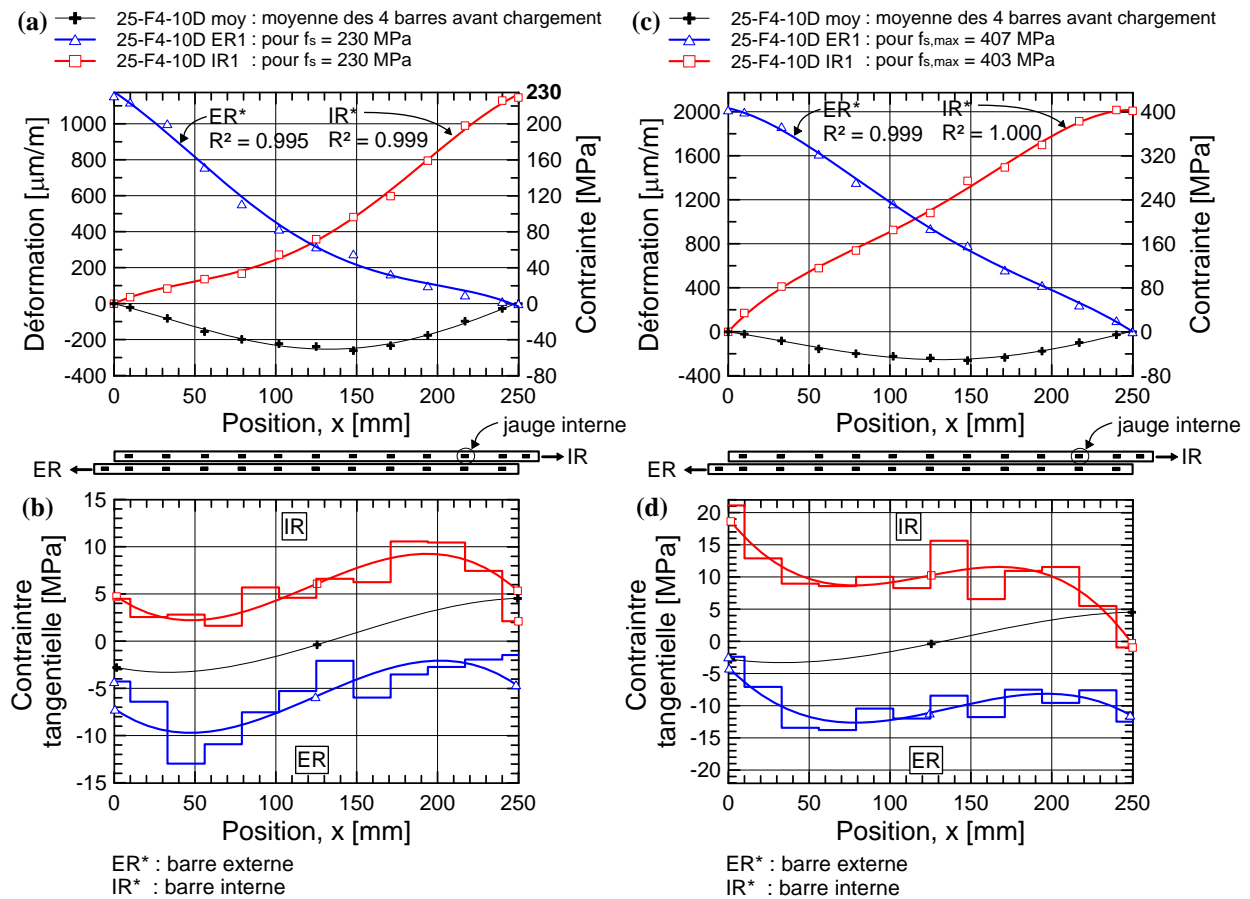 (a)
25-F4-10D moy : moyenne des 4 barres avant chargement
25-F4-10D ER1 : pour fs = 230 MPa
25-F4-10D IR1 : pour fs = 230 MPa
ER*
R² = 0.995
IR*
R² = 0.999
Déformation [μm/m]
1000
800
600
400
200
0
-200
-400
Contrainte [MPa]
230
200
160
120
80
40
0
-40
-80
0 50 100 150 200 250
Position, x [mm]
jauge interne
IR
ER
(b)
IR
ER
Contraintre
tangentielle [MPa]
15
10
5
0
-5
-10
-15
0 50 100 150 200 250
Position, x [mm]
ER* : barre externe
IR* : barre interne
(c)
25-F4-10D moy : moyenne des 4 barres avant chargement
25-F4-10D ER1 : pour fs,max = 407 MPa
25-F4-10D IR1 : pour fs,max = 403 MPa
ER*
R² = 0.999
IR*
R² = 1.000
Déformation [μm/m]
2000
1600
1200
800
400
0
-400
Contrainte [MPa]
400
320
240
160
80
0
-80
0 50 100 150 200 250
Position, x [mm]
jauge interne
IR
ER
(d)
IR
ER
Contraintre
tangentielle [MPa]
20
15
10
5
0
-5
-10
-15
-20
0 50 100 150 200 250
Position, x [mm]
ER* : barre externe
IR* : barre interne